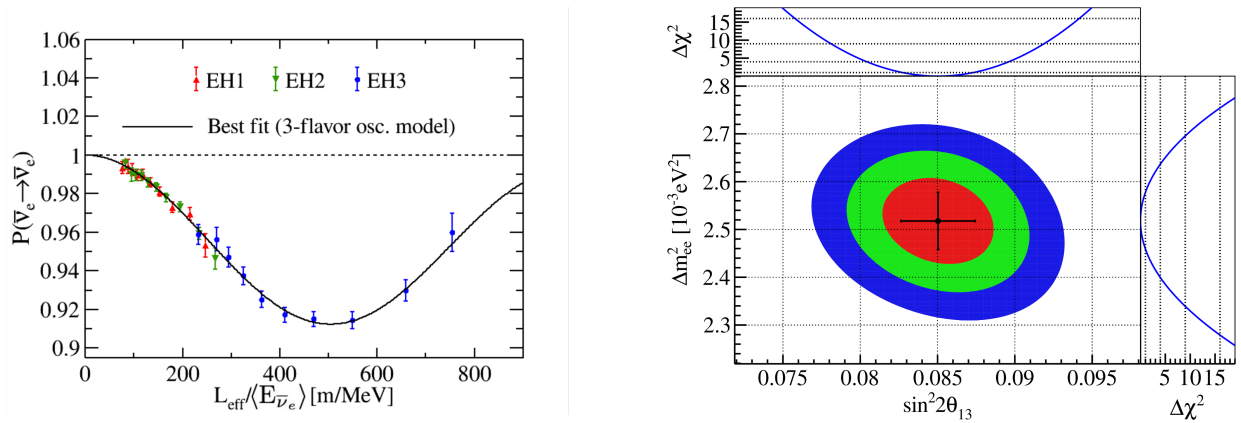 1.06
1.04
1.02
1
0.98
0.96
0.94
0.92
0.9
P(ν̅e→ν̅e)
EH1
EH2
EH3
Best fit (3-flavor osc. model)
0
200
400
600
800
Leff/⟨Eν̅e⟩ [m/MeV]
Δχ²
15
10
5
2.8
2.7
2.6
2.5
2.4
2.3
Δm²ee [10⁻³eV²]
0.075
0.08
0.085
0.09
0.095
sin²2θ₁₃
5 10 15
Δχ²